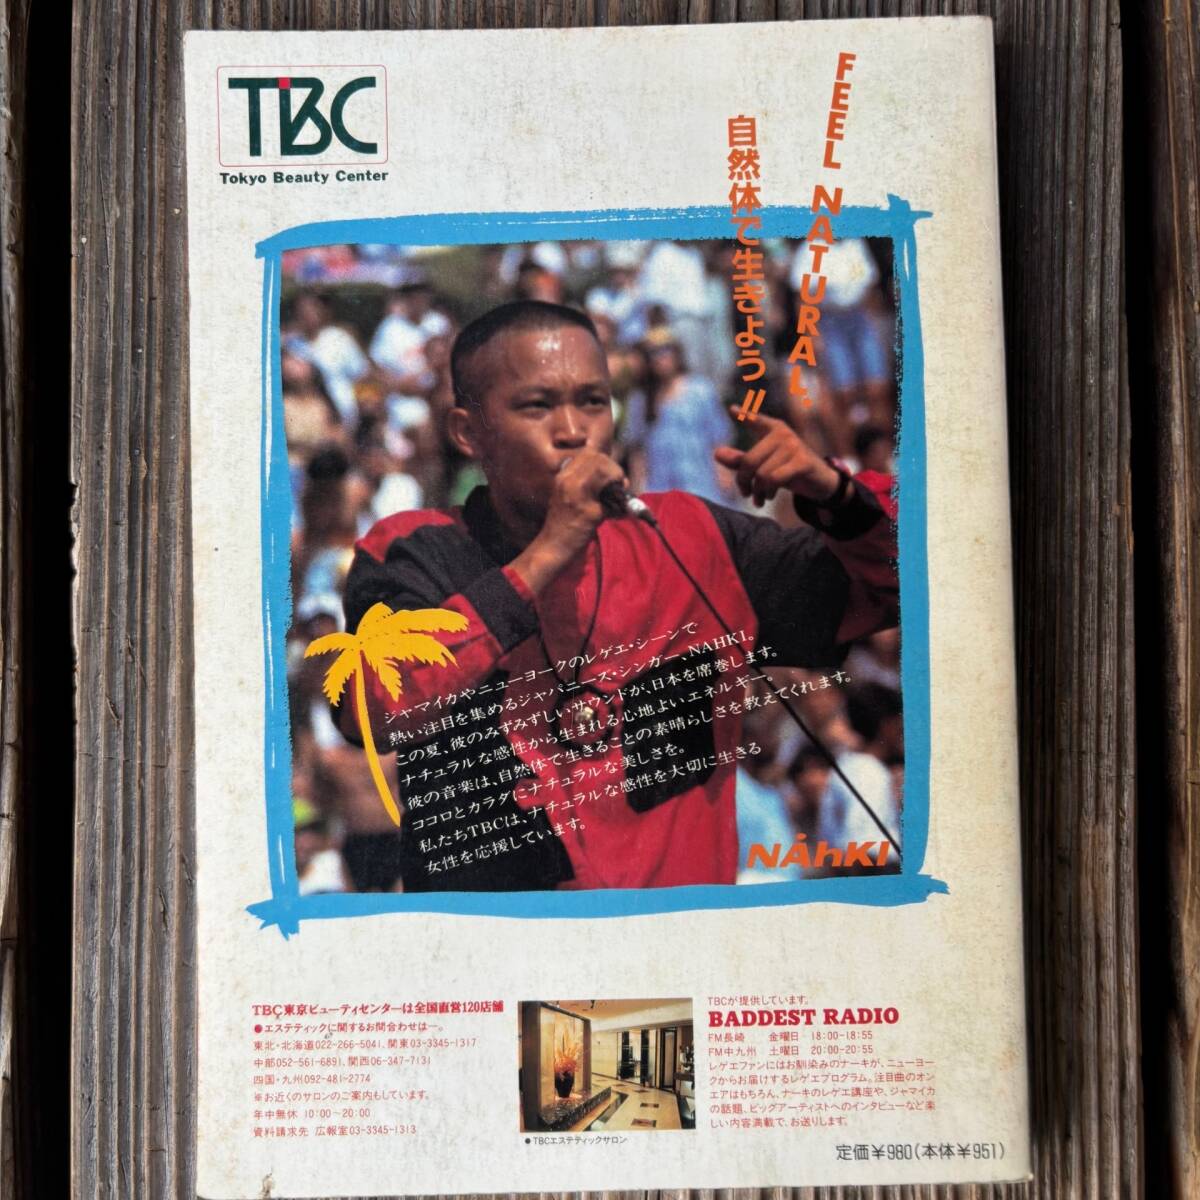 TBC
Tokyo Beauty Center
FEEL NATURAL.
自然体で生きよう!!
ジャマイカやニューヨークのレゲエ・シーンで
熱い注目を集めるジャパニーズ・シンガー、NAHKI。
この夏、彼のみずみずしいサウンドが、日本を席巻します。
ナチュラルな感性から生まれる心地よいエネルギー。
彼の音楽は、自然体で生きることの素晴らしさを教えてくれます。
ココロとカラダにナチュラルな美しさを。
私たちTBCは、ナチュラルな感性を大切に生きる
女性を応援しています。
NÅhKI
TBC東京ビューティセンターは全国直営120店舗
●エステティックに関するお問合わせは―。
東北・北海道022-266-5041、関東03-3345-1317
中部052-561-6891、関西06-347-7131
四国・九州092-481-2774
※お近くのサロンのご案内もしています。
年中無休 10:00〜20:00
資料請求先 広報室03-3345-1313
●TBCエステティックサロン
TBCが提供しています。
BADDEST RADIO
FM長崎 金曜日 18:00-18:55
FM中九州 土曜日 20:00-20:55
レゲエファンにはお馴染みのナーキが、ニューヨー
クからお届けするレゲエプログラム。注目曲のオン
エアはもちろん、ナーキのレゲエ講座や、ジャマイカ
の話題、ビッグアーティストへのインタビューなど楽
しい内容満載で、お送りします。
定価￥980(本体￥951)